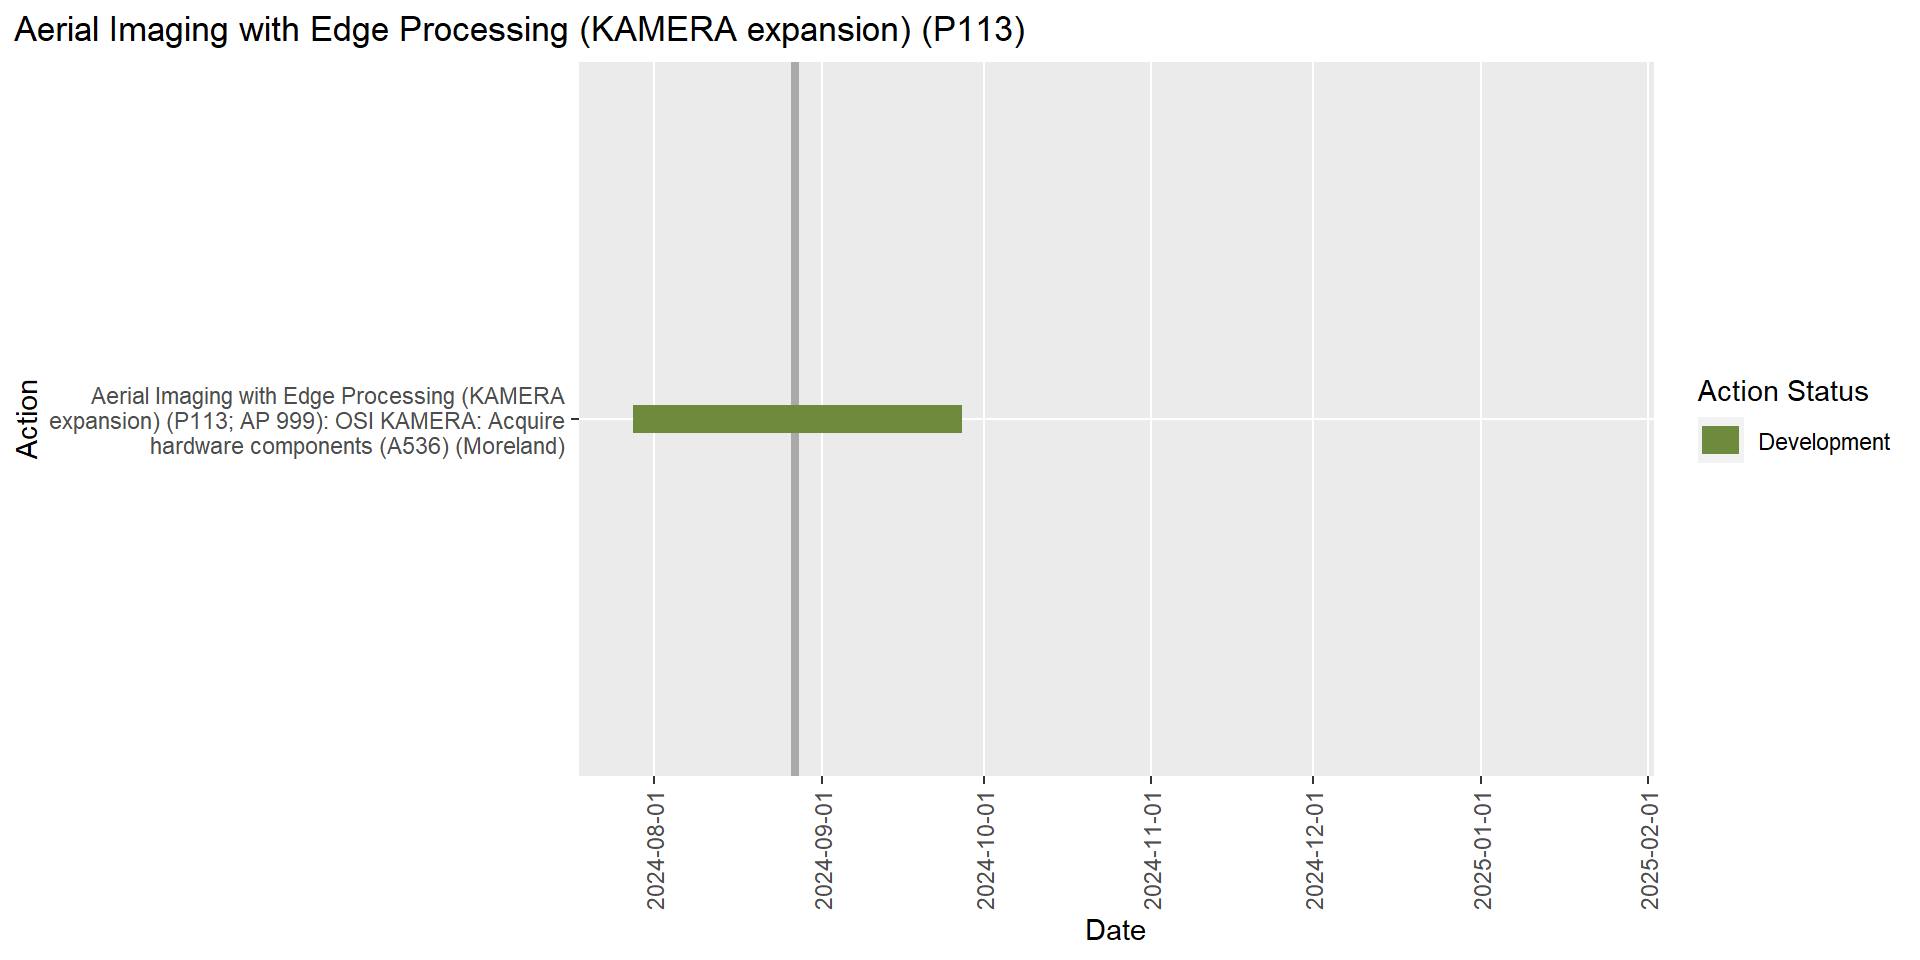 Aerial Imaging with Edge Processing (KAMERA expansion) (P113)
Action
Aerial Imaging with Edge Processing (KAMERA
expansion) (P113; AP 999): OSI KAMERA: Acquire
hardware components (A536) (Moreland)
Action Status
Development
2024-08-01
2024-09-01
2024-10-01
2024-11-01
2024-12-01
2025-01-01
2025-02-01
Date